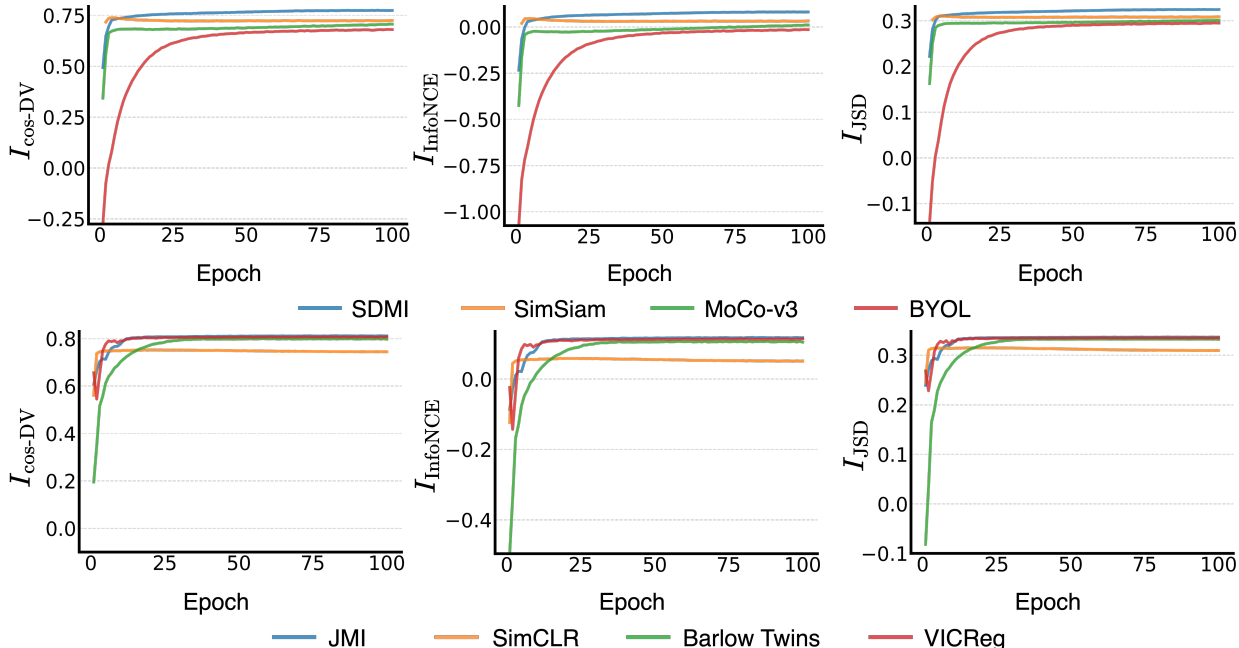 0.75
0.50
0.25
0.00
−0.25
I_cos-DV
0 25 50 75 100
Epoch
0.00
−0.25
−0.50
−0.75
−1.00
I_InfoNCE
0 25 50 75 100
Epoch
0.3
0.2
0.1
0.0
−0.1
I_JSD
0 25 50 75 100
Epoch
SDMI SimSiam MoCo-v3 BYOL
0.8
0.6
0.4
0.2
0.0
I_cos-DV
0 25 50 75 100
Epoch
0.0
−0.2
−0.4
I_InfoNCE
0 25 50 75 100
Epoch
0.3
0.2
0.1
0.0
−0.1
I_JSD
0 25 50 75 100
Epoch
JMI SimCLR Barlow Twins VICReg